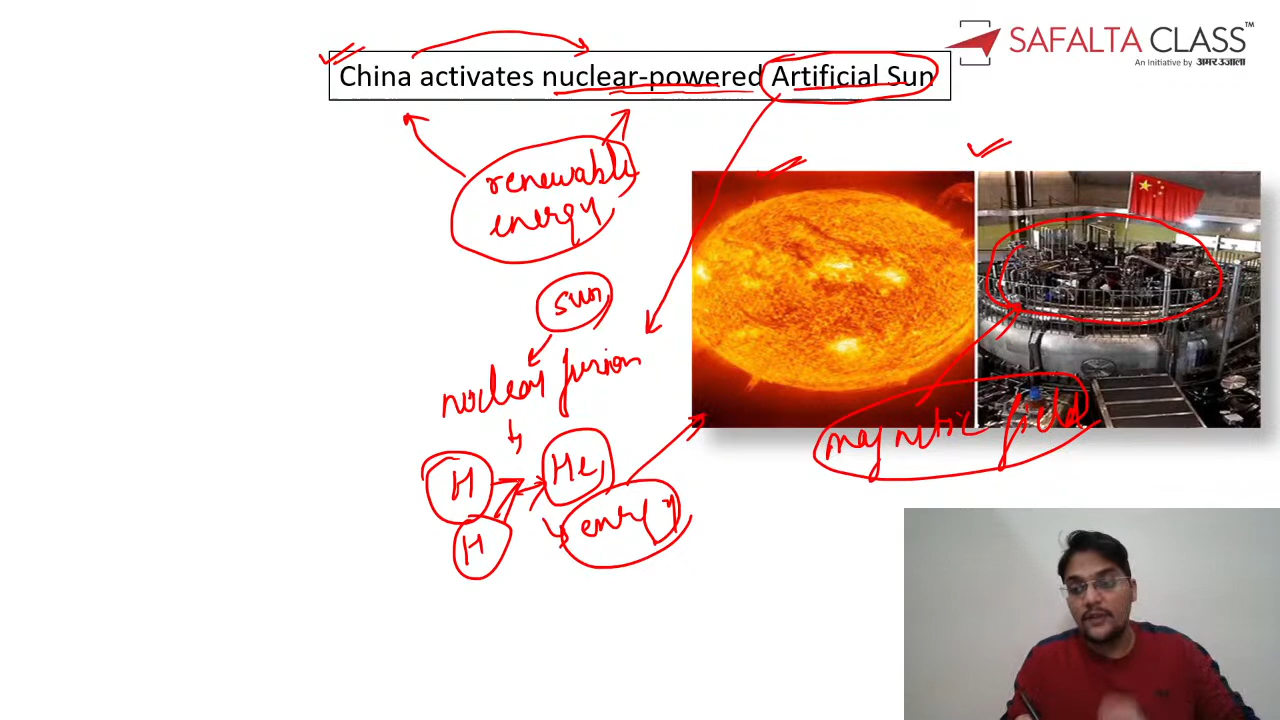 SAFALTA CLASS™
An Initiative by अमर उजाला
China activates nuclear-powered Artificial Sun
renewable
energy
sun
nuclear fusion
magnetic field
H
He
H
energy